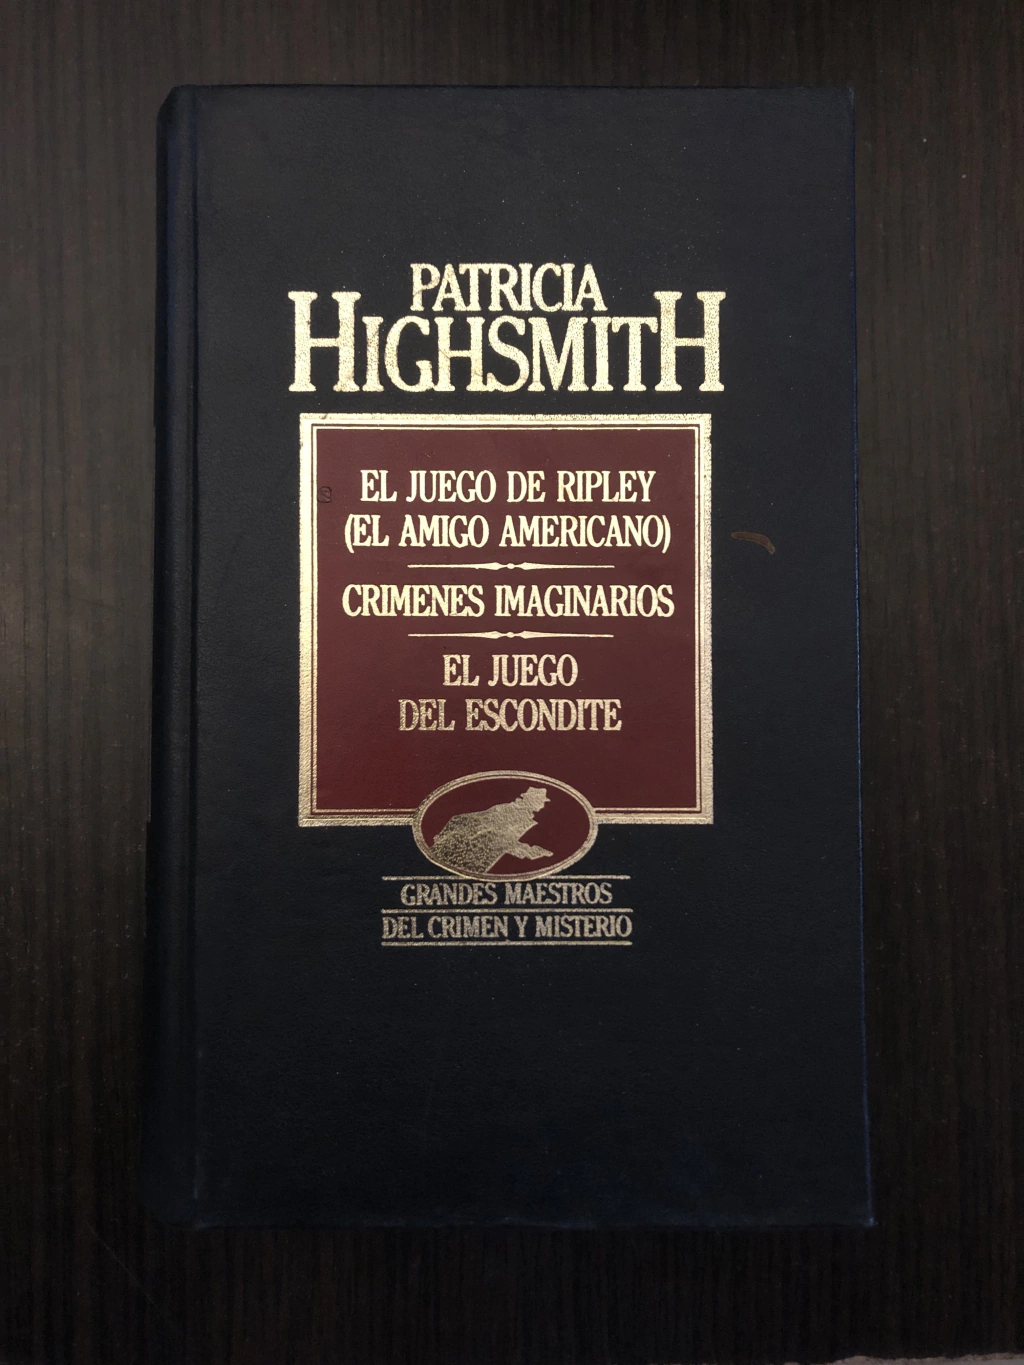 PATRICIA
HIGHSMITH
EL JUEGO DE RIPLEY
(EL AMIGO AMERICANO)
CRIMENES IMAGINARIOS
EL JUEGO
DEL ESCONDITE
GRANDES MAESTROS
DEL CRIMEN Y MISTERIO